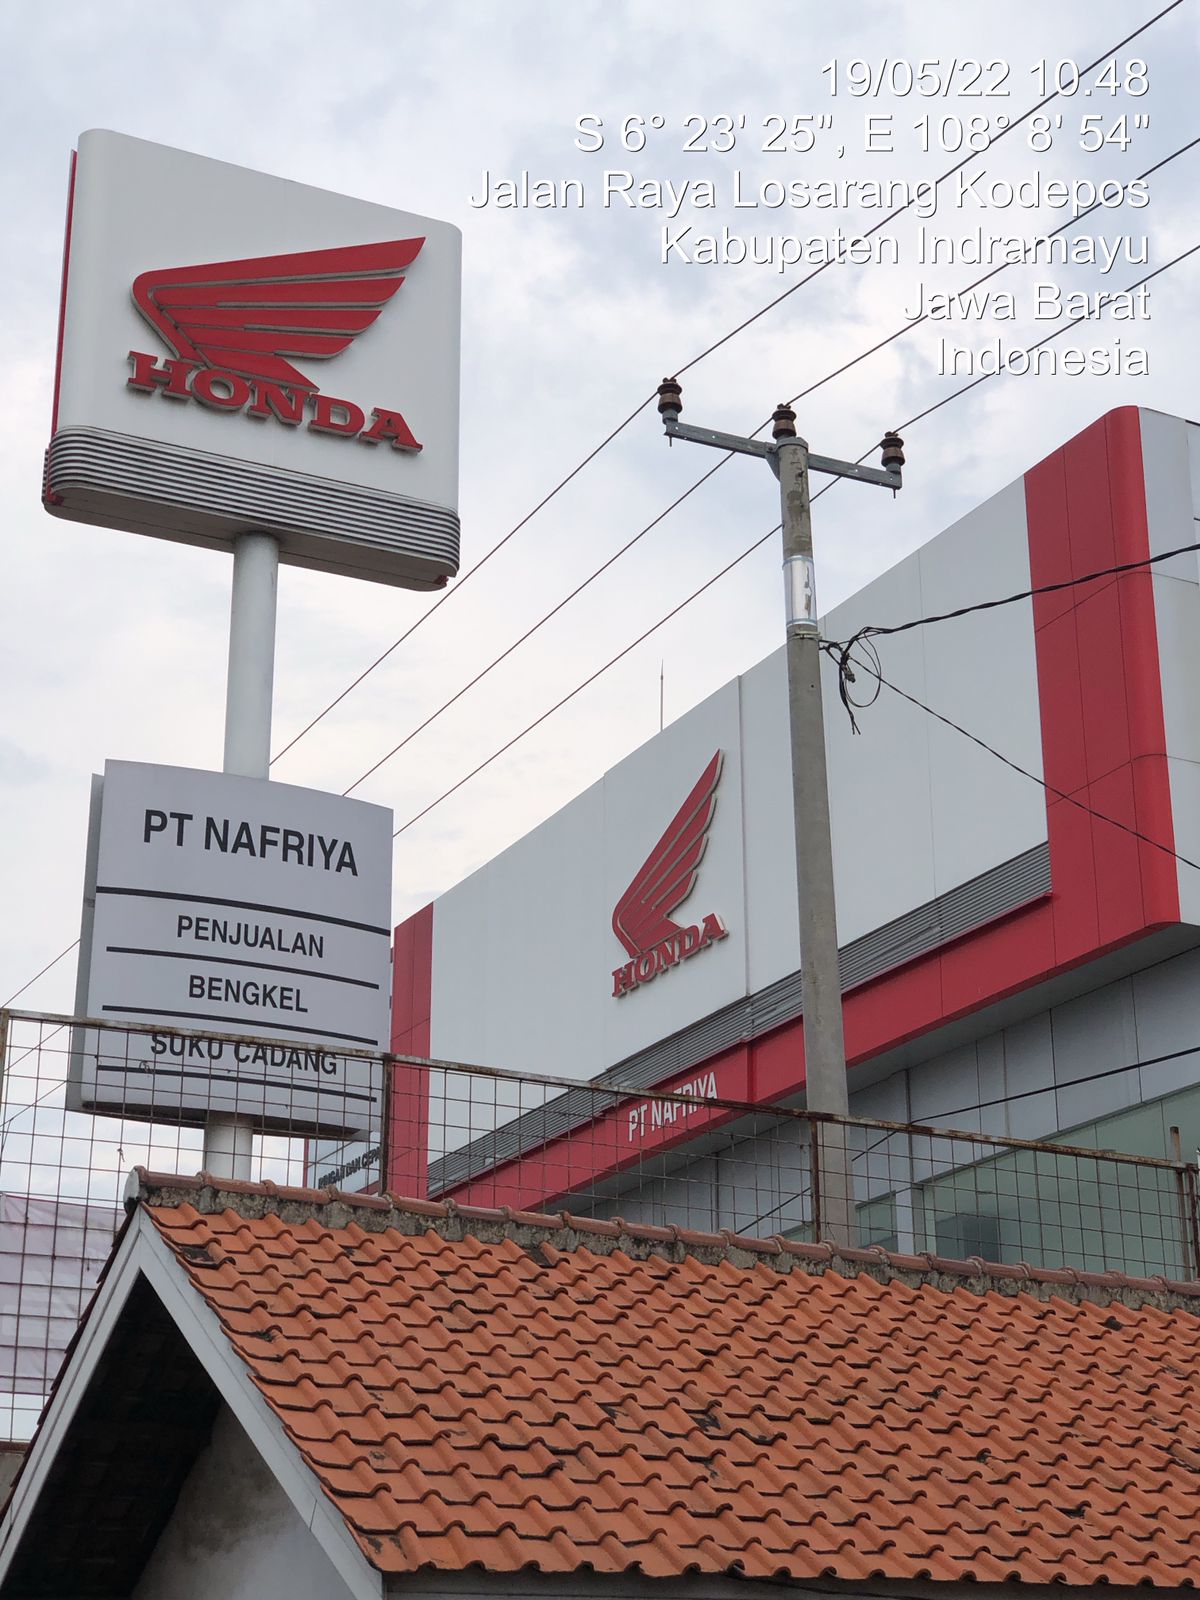 19/05/22 10.48
S 6° 23' 25", E 108° 8' 54"
Jalan Raya Losarang Kodepos
Kabupaten Indramayu
Jawa Barat
Indonesia
HONDA
PT NAFRIYA
PENJUALAN
BENGKEL
SUKU CADANG
HONDA
PT NAFRIYA